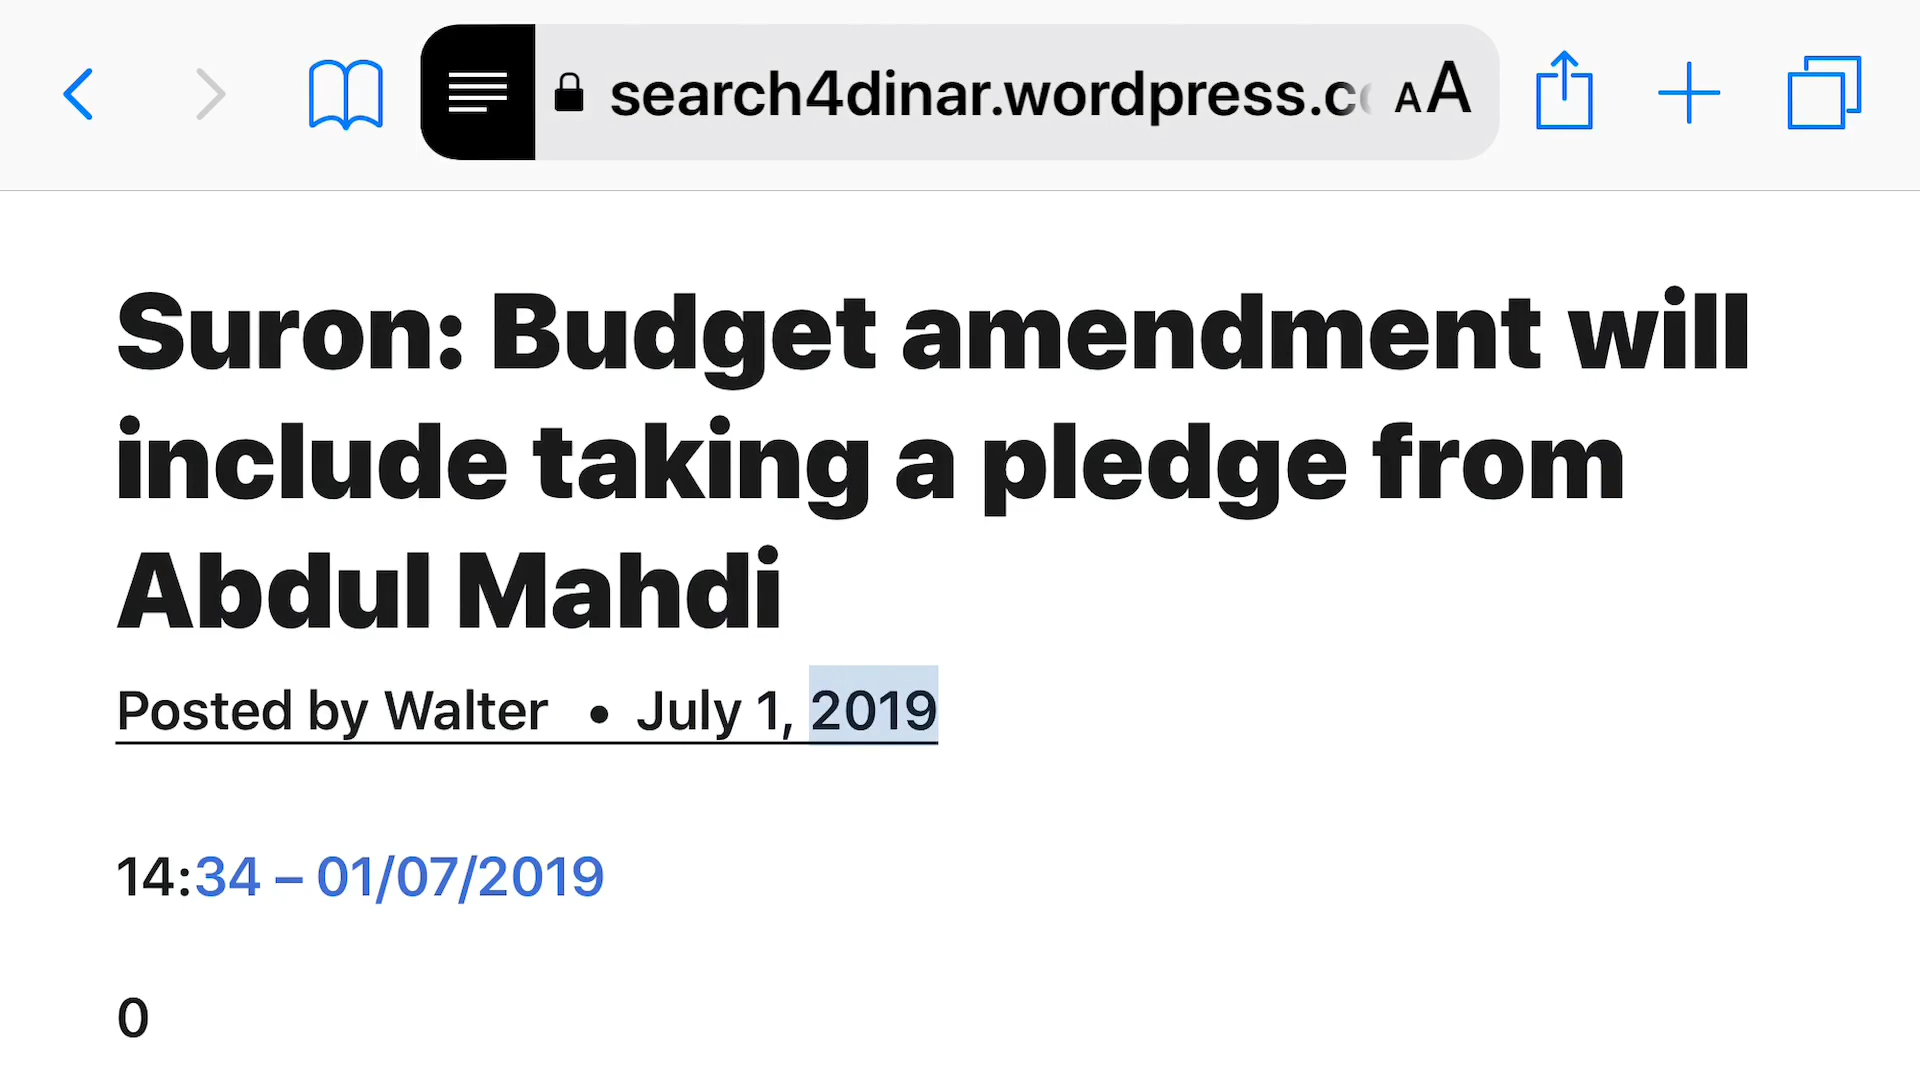 search4dinar.wordpress.c
AA
Suron: Budget amendment will
include taking a pledge from
Abdul Mahdi
Posted by Walter • July 1, 2019
14:34 – 01/07/2019
0